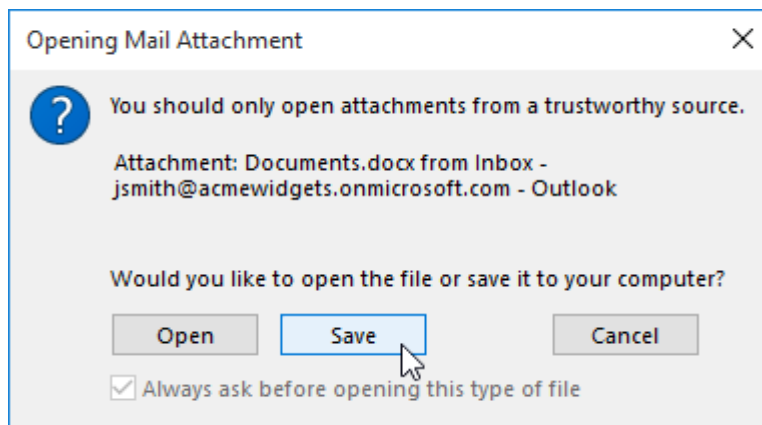 Opening Mail Attachment
You should only open attachments from a trustworthy source.
Attachment: Documents.docx from Inbox -
jsmith@acmewidgets.onmicrosoft.com - Outlook
Would you like to open the file or save it to your computer?
Open Save Cancel
Always ask before opening this type of file